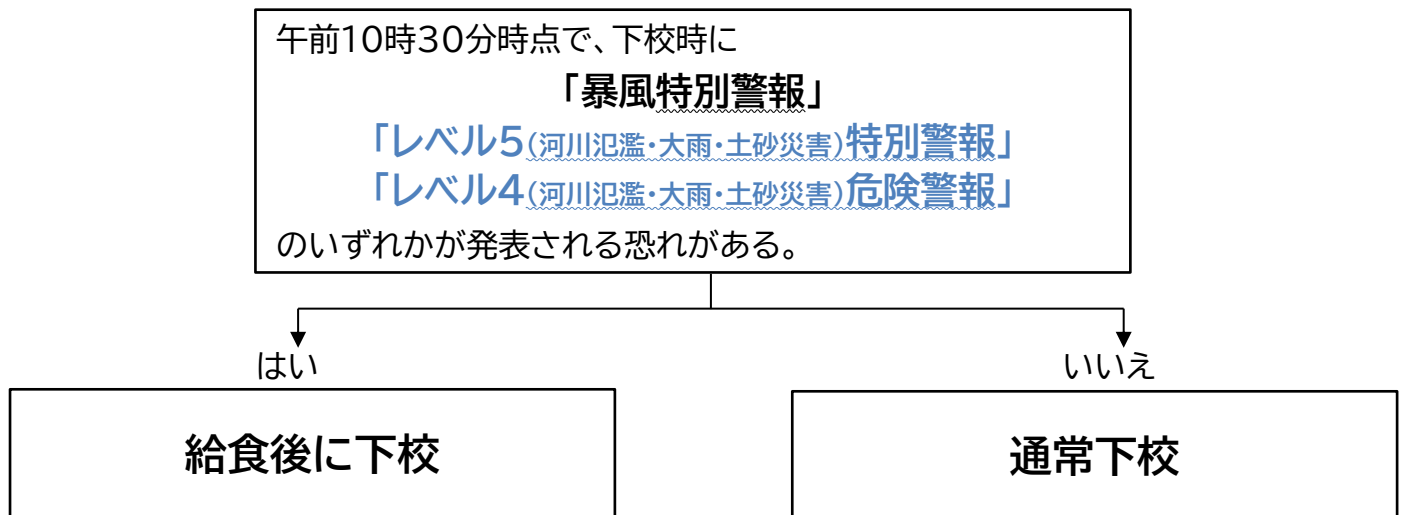 午前10時30分時点で、下校時に
「暴風特別警報」
「レベル5(河川氾濫・大雨・土砂災害)特別警報」
「レベル4(河川氾濫・大雨・土砂災害)危険警報」
のいずれかが発表される恐れがある。
はい
いいえ
給食後に下校
通常下校